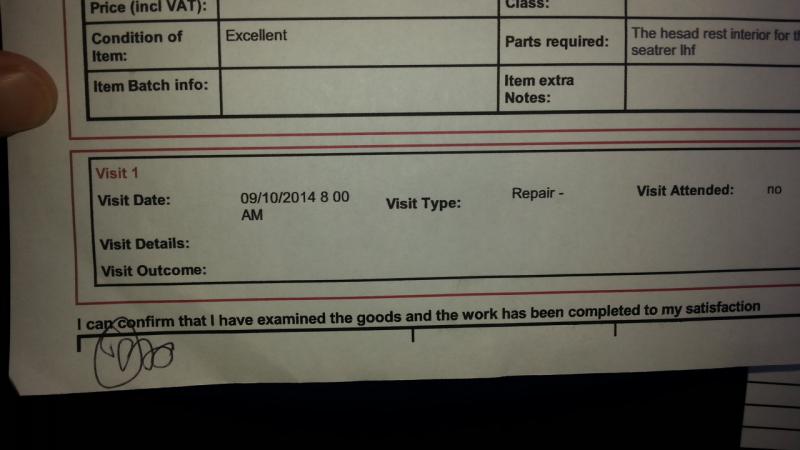 Price (incl VAT):
Class:
Condition of
Item:
Excellent
Parts required:
The hesad rest interior for
seatrer lhf
Item Batch info:
Item extra
Notes:
Visit 1
Visit Date:
09/10/2014 8 00
AM
Visit Type:
Repair -
Visit Attended:
no
Visit Details:
Visit Outcome:
I can confirm that I have examined the goods and the work has been completed to my satisfaction